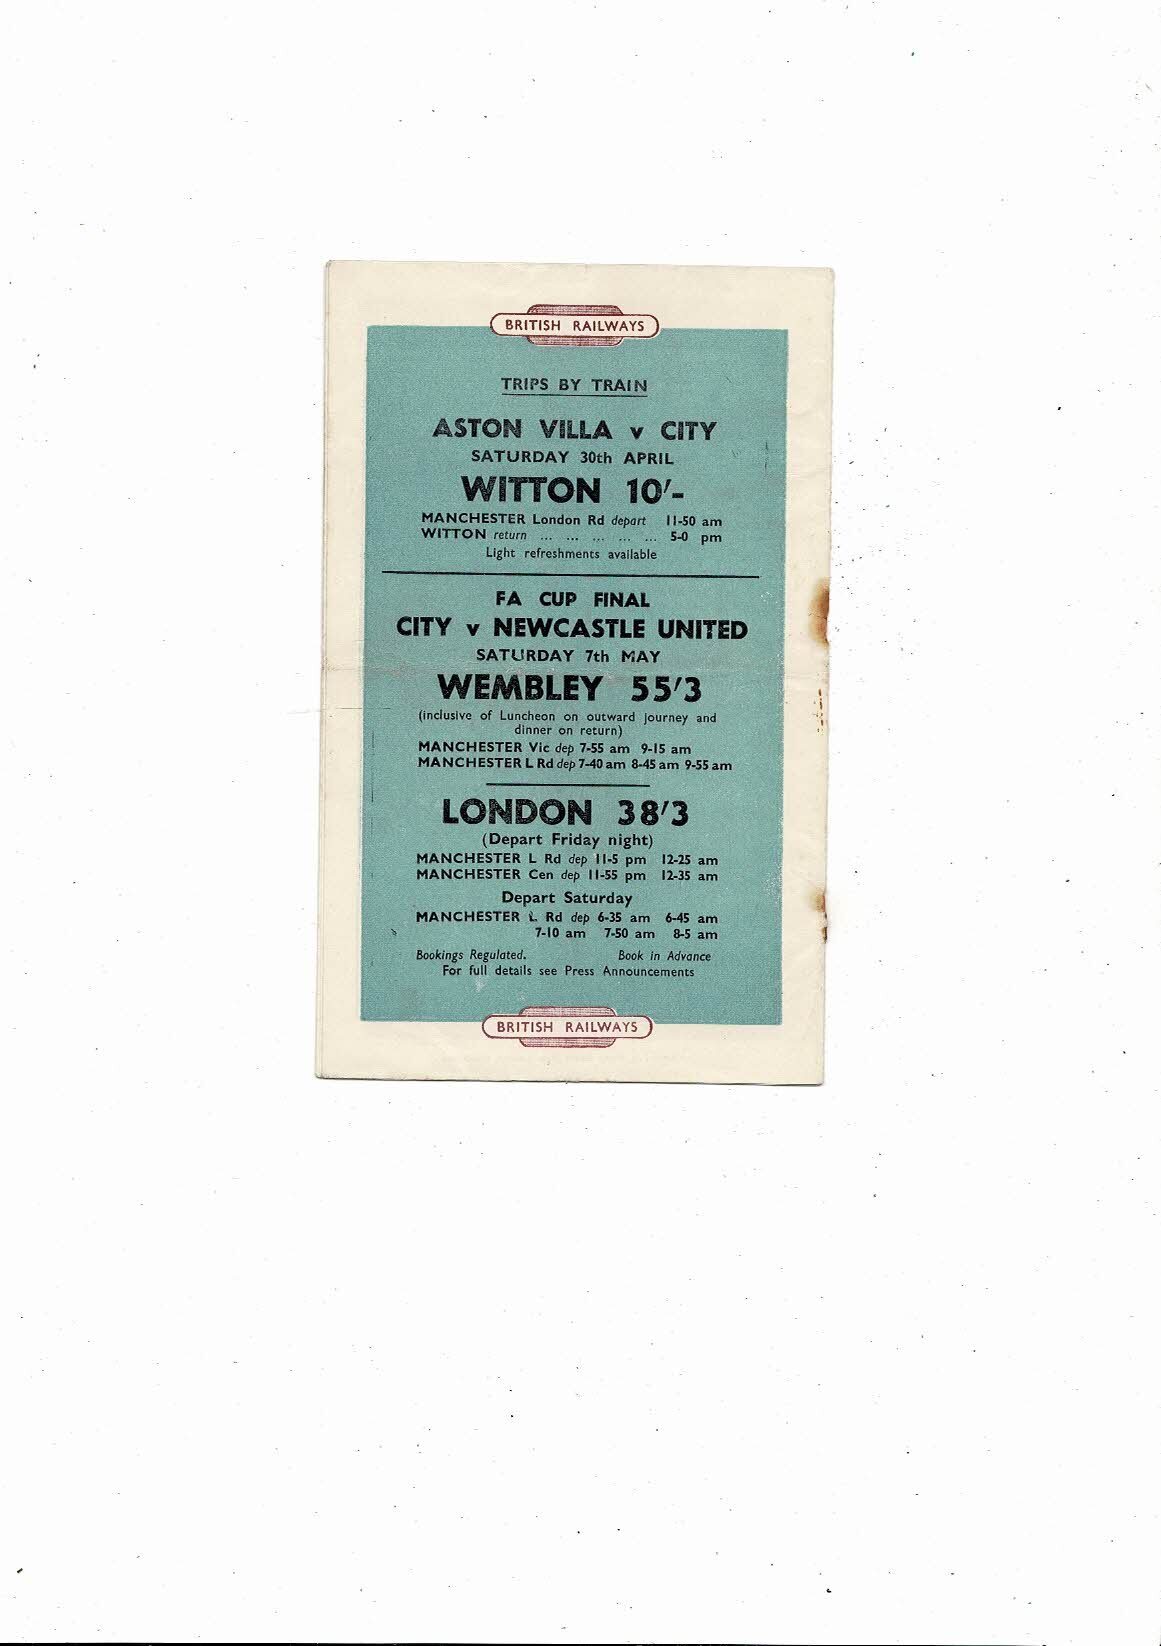 BRITISH RAILWAYS
TRIPS BY TRAIN
ASTON VILLA v CITY
SATURDAY 30th APRIL
WITTON 10'-
MANCHESTER London Rd depart 11-50 am
WITTON return ... ... ... ... ... 5-0 pm
Light refreshments available
FA CUP FINAL
CITY v NEWCASTLE UNITED
SATURDAY 7th MAY
WEMBLEY 55'3
(inclusive of Luncheon on outward journey and
dinner on return)
MANCHESTER Vic dep 7-55 am 9-15 am
MANCHESTER L Rd dep 7-40 am 8-45 am 9-55 am
LONDON 38'3
(Depart Friday night)
MANCHESTER L Rd dep 11-5 pm 12-25 am
MANCHESTER Cen dep 11-55 pm 12-35 am
Depart Saturday
MANCHESTER L Rd dep 6-35 am 6-45 am
7-10 am 7-50 am 8-5 am
Bookings Regulated. Book in Advance
For full details see Press Announcements
BRITISH RAILWAYS